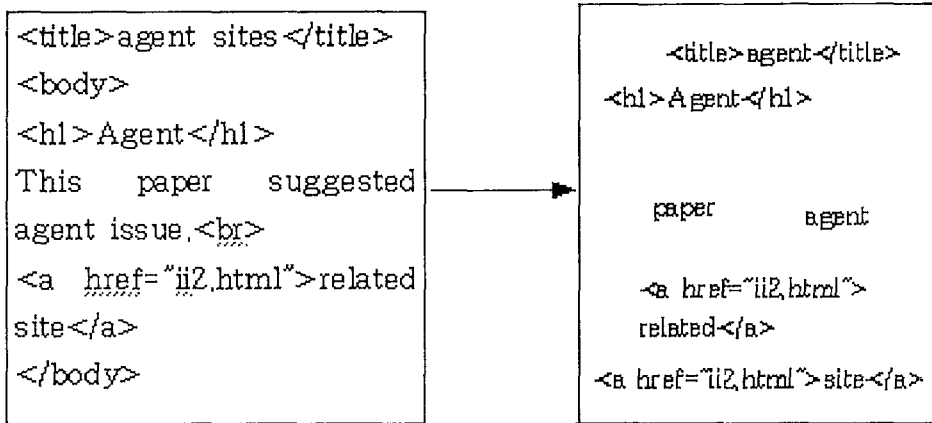 <title>agent sites</title>
<body>
<h1>Agent</h1>
This paper suggested
agent issue.<br>
<a href="ii2.html">related
site</a>
</body>
<title>agent</title>
<h1>Agent</h1>
paper agent
<a href="ii2.html">
related</a>
<a href="ii2.html">site</a>